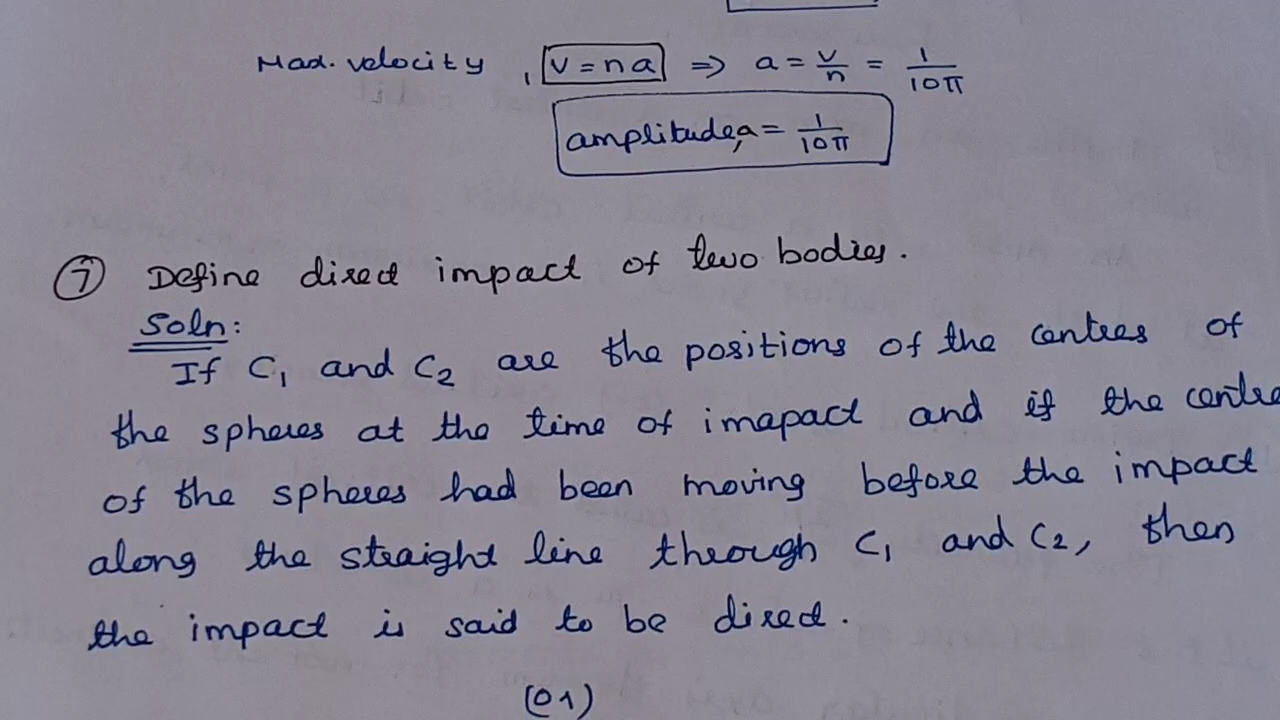 Max. velocity, v = na ⇒ a = v/n = 1/10π
amplitude, a = 1/10π
⑦ Define direct impact of two bodies.
Soln:
If C₁ and C₂ are the positions of the centres of
the spheres at the time of imapact and if the centre
of the spheres had been moving before the impact
along the straight line through C₁ and C₂, then
the impact is said to be direct.
(01)